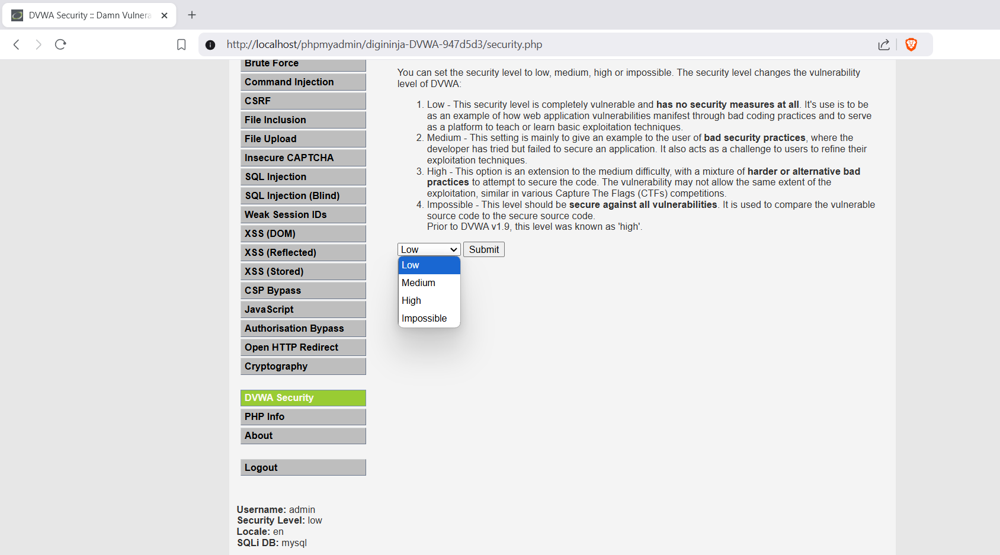 DVWA Security :: Damn Vulnera
http://localhost/phpmyadmin/digininja-DVWA-947d5d3/security.php
Brute Force
Command Injection
CSRF
File Inclusion
File Upload
Insecure CAPTCHA
SQL Injection
SQL Injection (Blind)
Weak Session IDs
XSS (DOM)
XSS (Reflected)
XSS (Stored)
CSP Bypass
JavaScript
Authorisation Bypass
Open HTTP Redirect
Cryptography
DVWA Security
PHP Info
About
Logout
Username: admin
Security Level: low
Locale: en
SQLi DB: mysql
You can set the security level to low, medium, high or impossible. The security level changes the vulnerability
level of DVWA:
1. Low - This security level is completely vulnerable and has no security measures at all. It's use is to be
as an example of how web application vulnerabilities manifest through bad coding practices and to serve
as a platform to teach or learn basic exploitation techniques.
2. Medium - This setting is mainly to give an example to the user of bad security practices, where the
developer has tried but failed to secure an application. It also acts as a challenge to users to refine their
exploitation techniques.
3. High - This option is an extension to the medium difficulty, with a mixture of harder or alternative bad
practices to attempt to secure the code. The vulnerability may not allow the same extent of the
exploitation, similar in various Capture The Flags (CTFs) competitions.
4. Impossible - This level should be secure against all vulnerabilities. It is used to compare the vulnerable
source code to the secure source code.
Prior to DVWA v1.9, this level was known as 'high'.
Low Submit
Low
Medium
High
Impossible